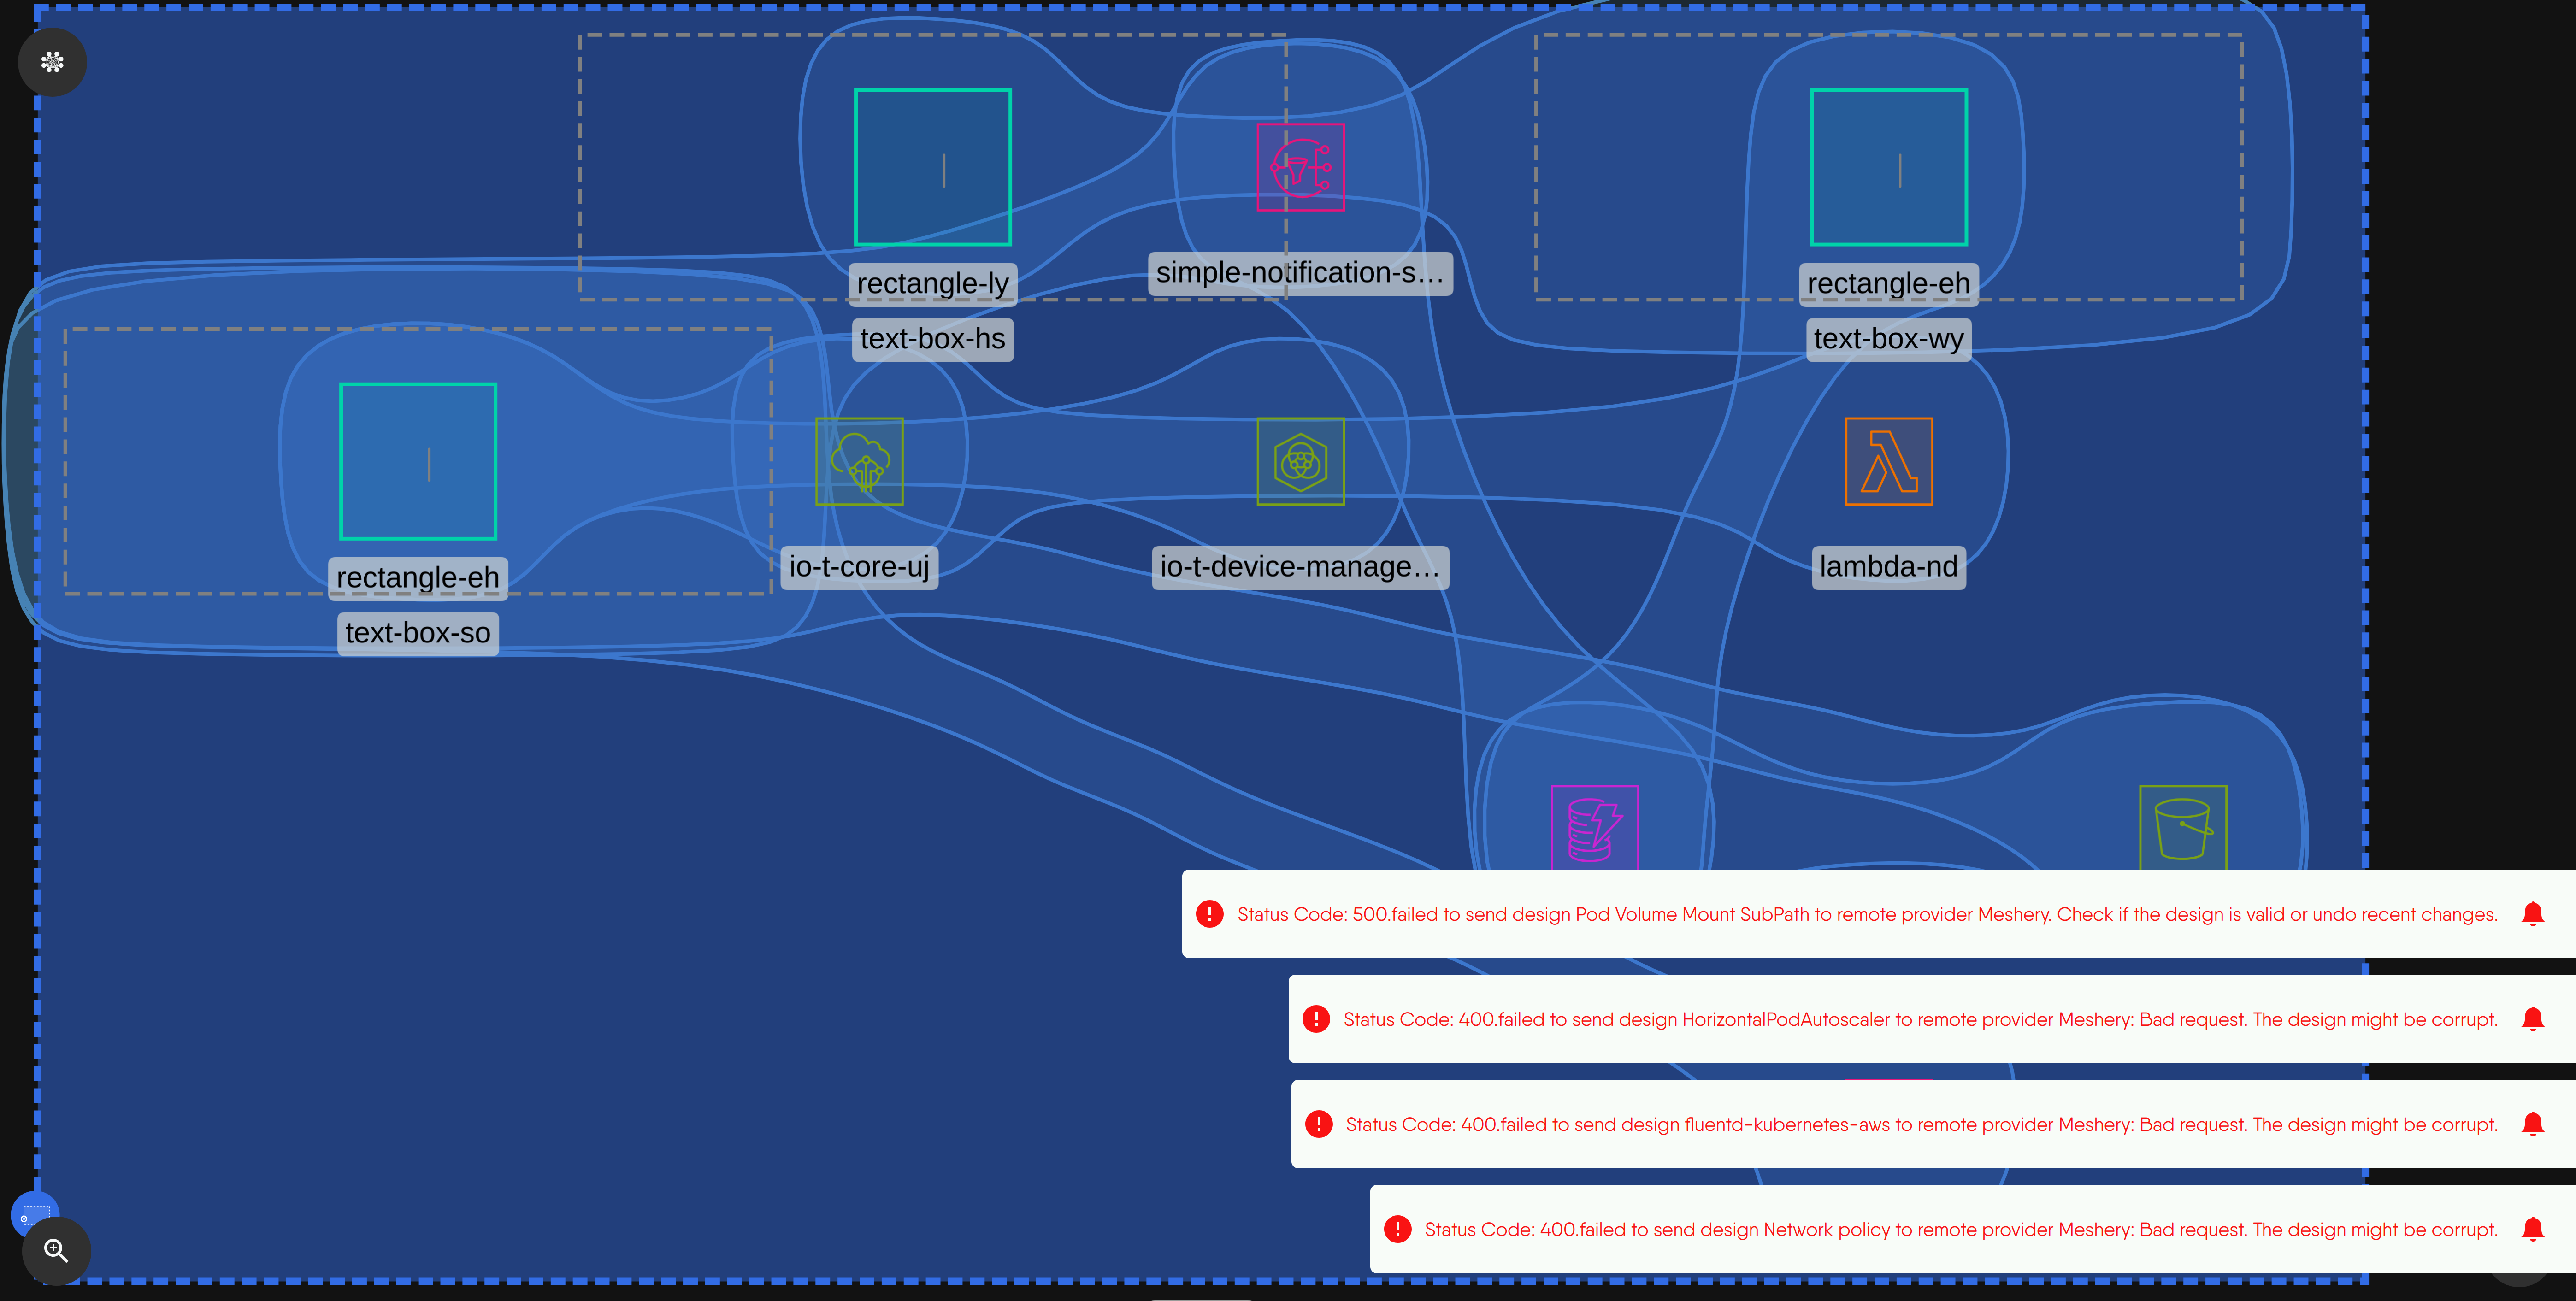 rectangle-ly
simple-notification-s...
rectangle-eh
text-box-hs
text-box-wy
rectangle-eh
io-t-core-uj
io-t-device-manage...
lambda-nd
text-box-so
Status Code: 500.failed to send design Pod Volume Mount SubPath to remote provider Meshery. Check if the design is valid or undo recent changes.
Status Code: 400.failed to send design HorizontalPodAutoscaler to remote provider Meshery: Bad request. The design might be corrupt.
Status Code: 400.failed to send design fluentd-kubernetes-aws to remote provider Meshery: Bad request. The design might be corrupt.
Status Code: 400.failed to send design Network policy to remote provider Meshery: Bad request. The design might be corrupt.